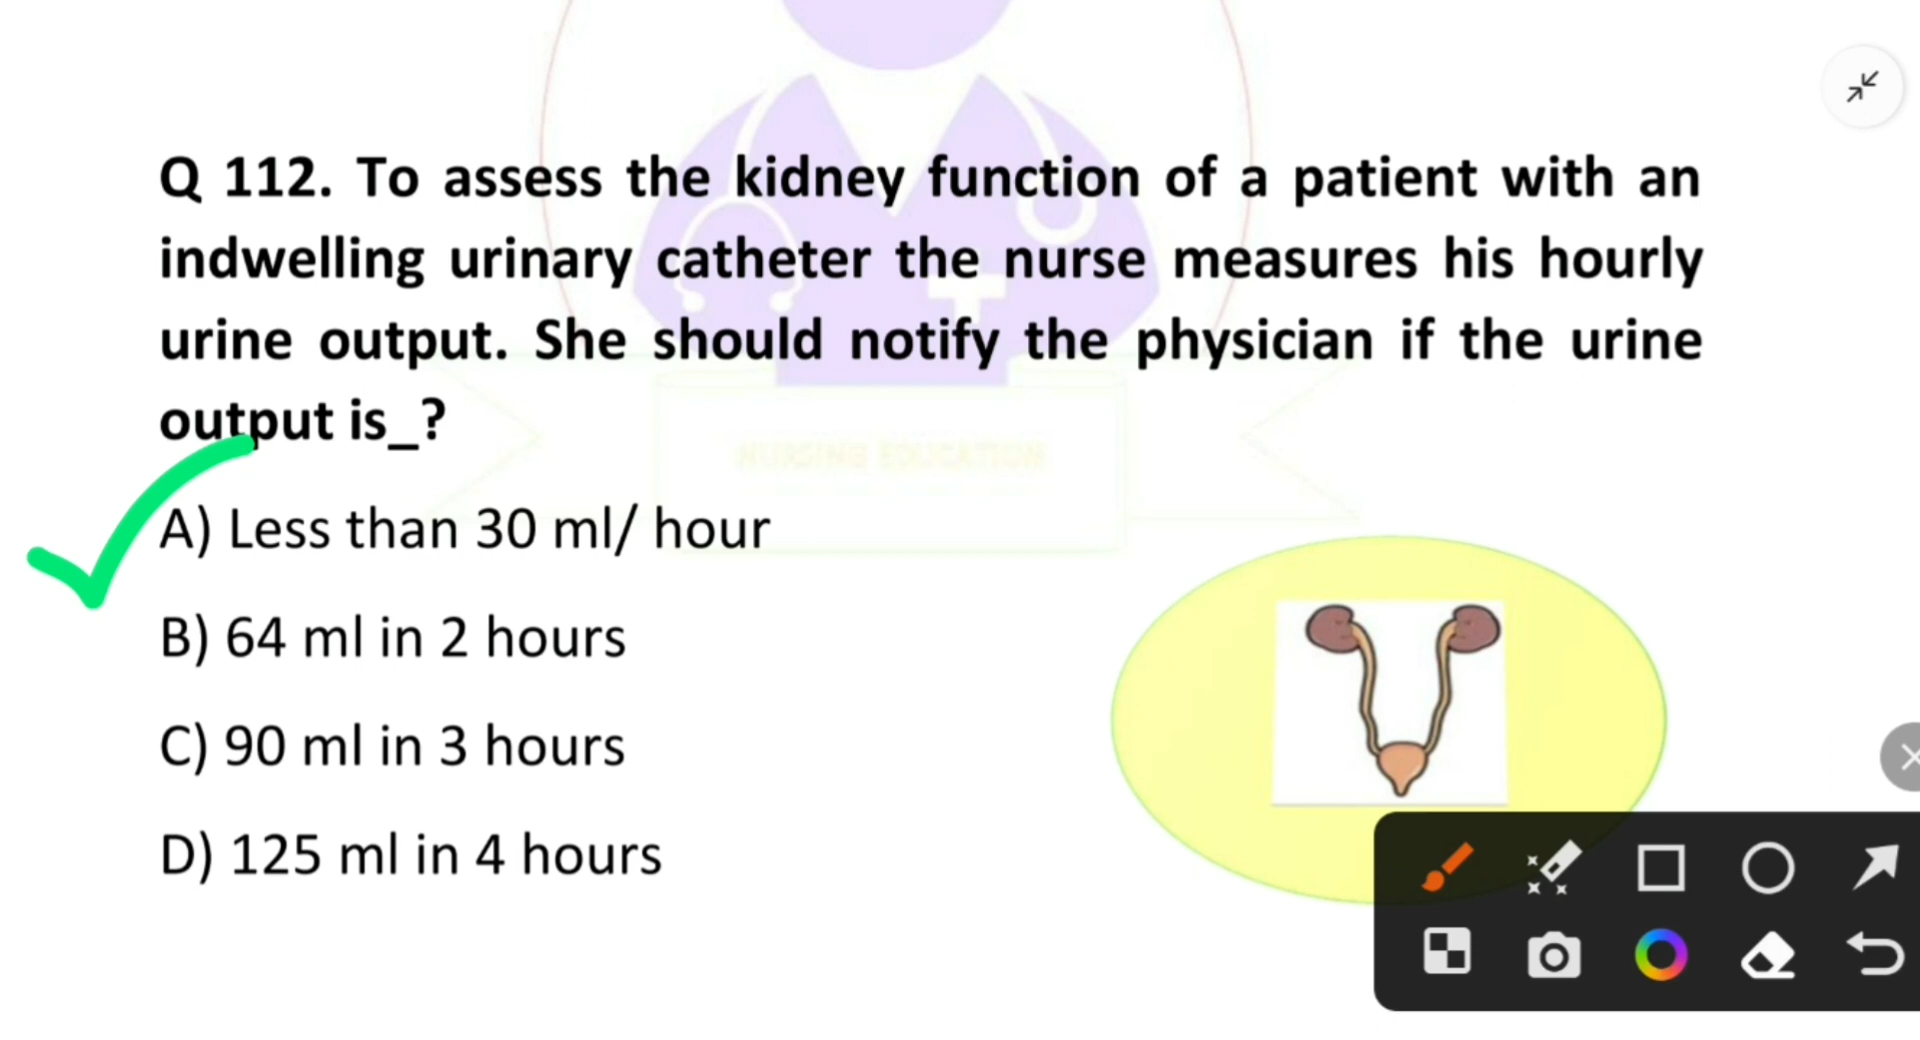 Q 112. To assess the kidney function of a patient with an
indwelling urinary catheter the nurse measures his hourly
urine output. She should notify the physician if the urine
output is_?
NURSING EDUCATION
A) Less than 30 ml/ hour
B) 64 ml in 2 hours
C) 90 ml in 3 hours
D) 125 ml in 4 hours